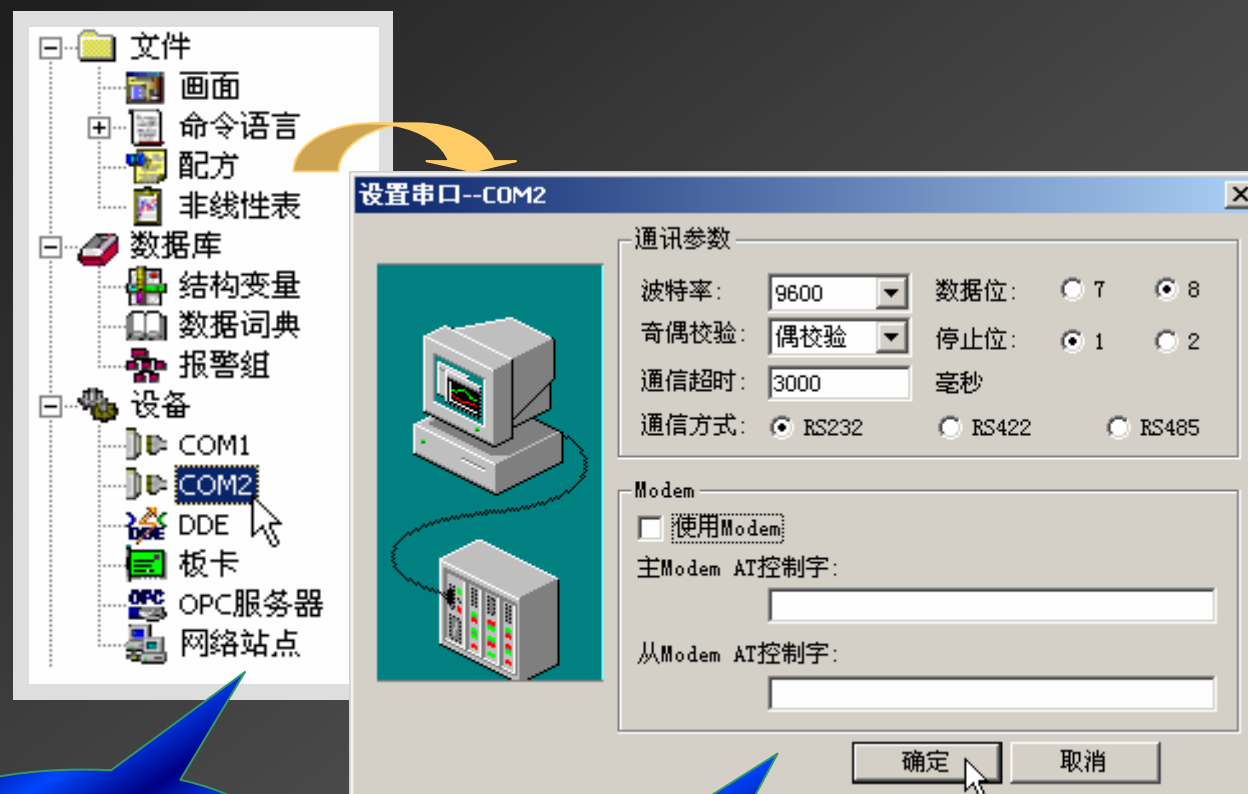 文件
画面
命令语言
配方
非线性表
数据库
结构变量
数据词典
报警组
设备
COM1
COM2
DDE
板卡
OPC服务器
网络站点
设置串口--COM2
通讯参数
波特率: 9600 数据位: 7 8
奇偶校验: 偶校验 停止位: 1 2
通信超时: 3000 毫秒
通信方式: RS232 RS422 RS485
Modem
使用Modem
主Modem AT控制字:
从Modem AT控制字:
确定 取消